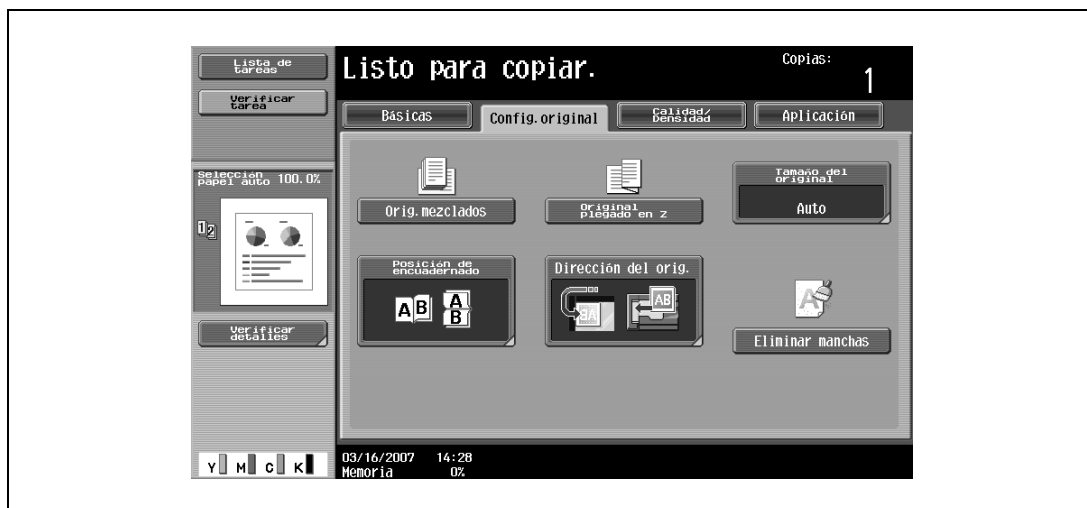 Lista de
tareas
Verificar
tarea
Listo para copiar.
Copias:
1
Básicas
Config.original
Calidad/
Densidad
Aplicación
Selección
papel auto 100.0%
12
Orig.mezclados
Original
plegado en Z
Tamaño del
original
Auto
Posición de
encuadernado
AB
A
B
Dirección del orig.
AB
AB
A
Eliminar manchas
Verificar
detalles
Y M C K
03/16/2007 14:28
Memoria 0%